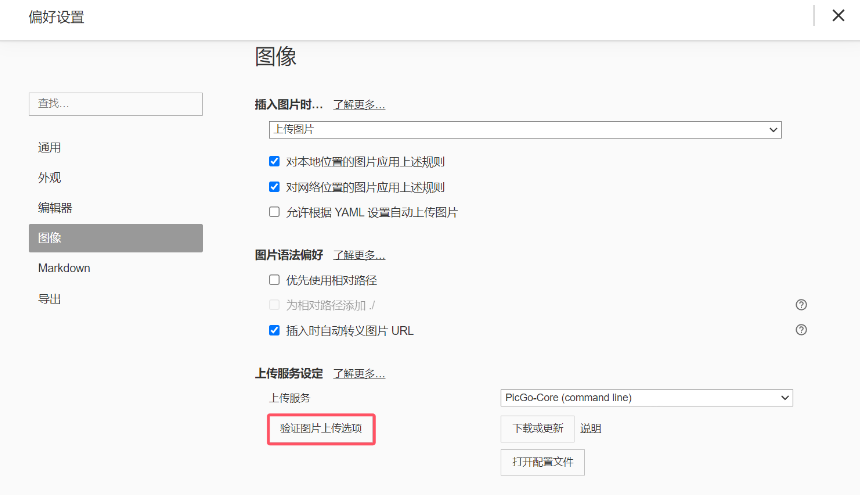 偏好设置
图像
查找...
通用
外观
编辑器
图像
Markdown
导出
插入图片时... 了解更多...
上传图片
对本地位置的图片应用上述规则
对网络位置的图片应用上述规则
允许根据 YAML 设置自动上传图片
图片语法偏好 了解更多...
优先使用相对路径
为相对路径添加 ./
插入时自动转义图片 URL
上传服务设定 了解更多...
上传服务 PicGo-Core (command line)
验证图片上传选项 下载或更新 说明
打开配置文件